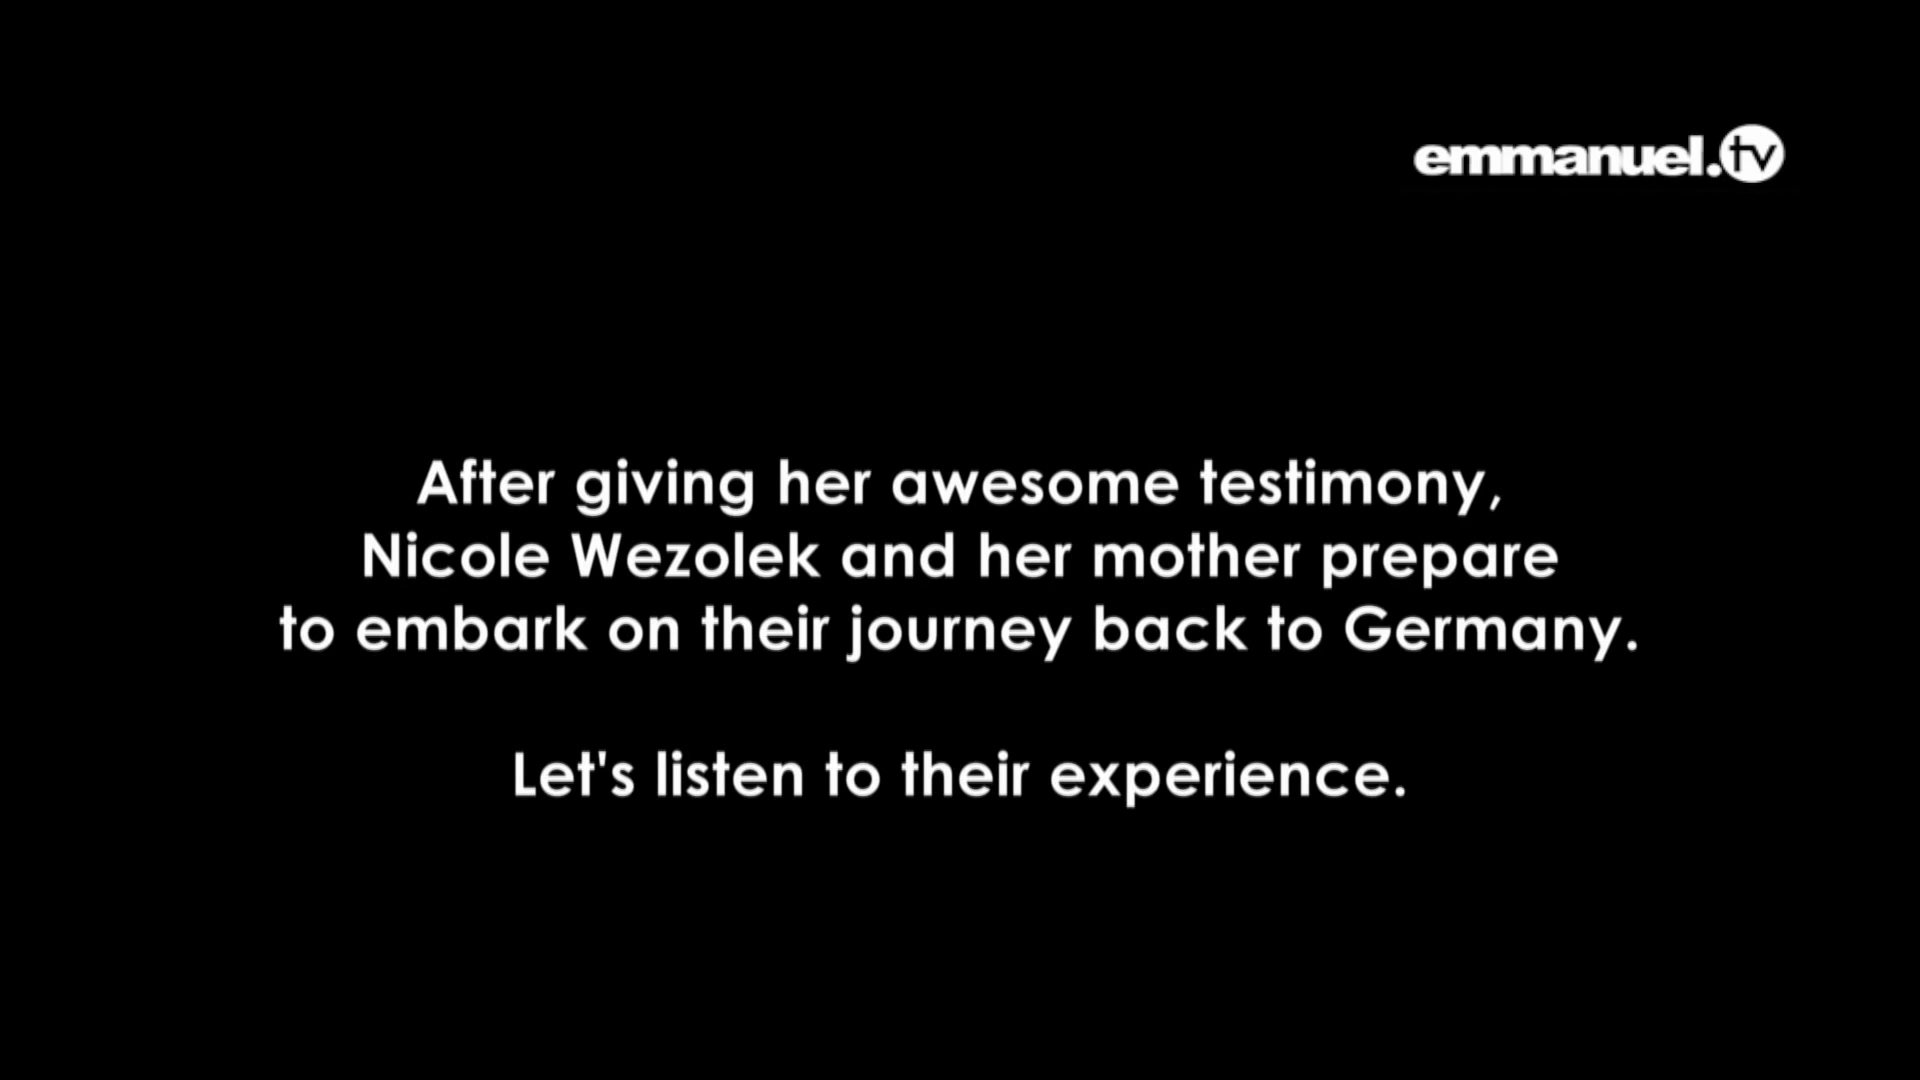 emmanuel.tv
After giving her awesome testimony,
Nicole Wezolek and her mother prepare
to embark on their journey back to Germany.
Let's listen to their experience.